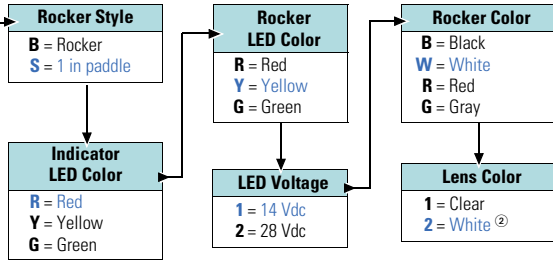 Rocker Style
B = Rocker
S = 1 in paddle
Indicator
LED Color
R = Red
Y = Yellow
G = Green
Rocker
LED Color
R = Red
Y = Yellow
G = Green
LED Voltage
1 = 14 Vdc
2 = 28 Vdc
Rocker Color
B = Black
W = White
R = Red
G = Gray
Lens Color
1 = Clear
2 = White ②